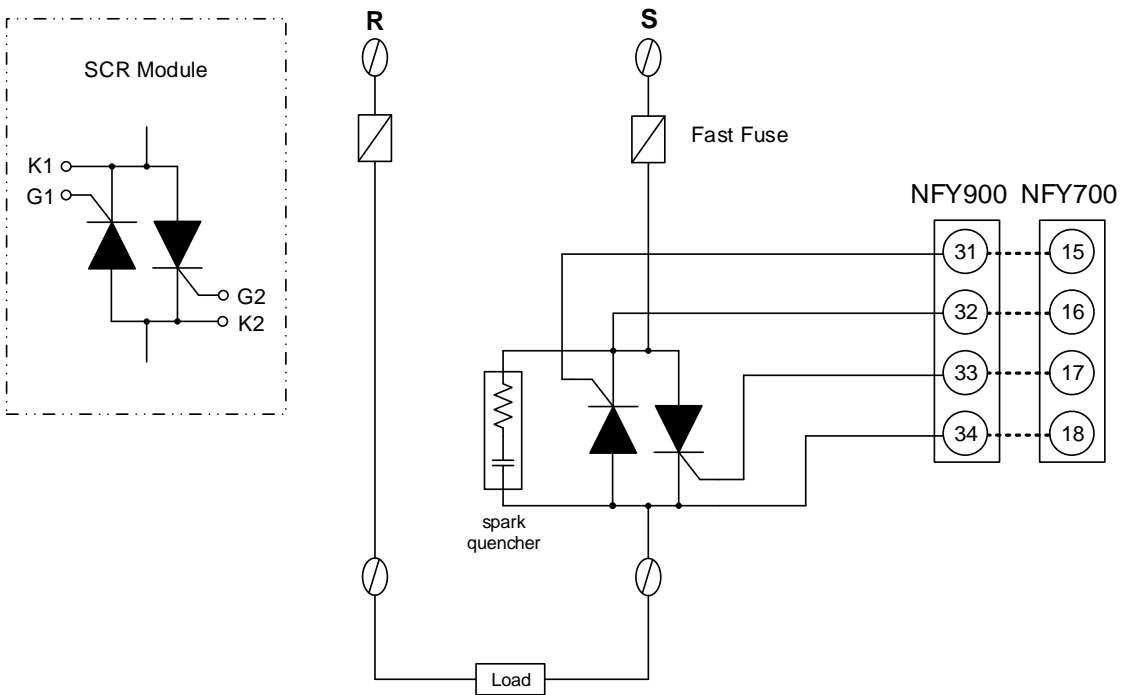 SCR Module
K1
G1
G2
K2
R
S
Fast Fuse
spark
quencher
Load
NFY900 NFY700
31 15
32 16
33 17
34 18